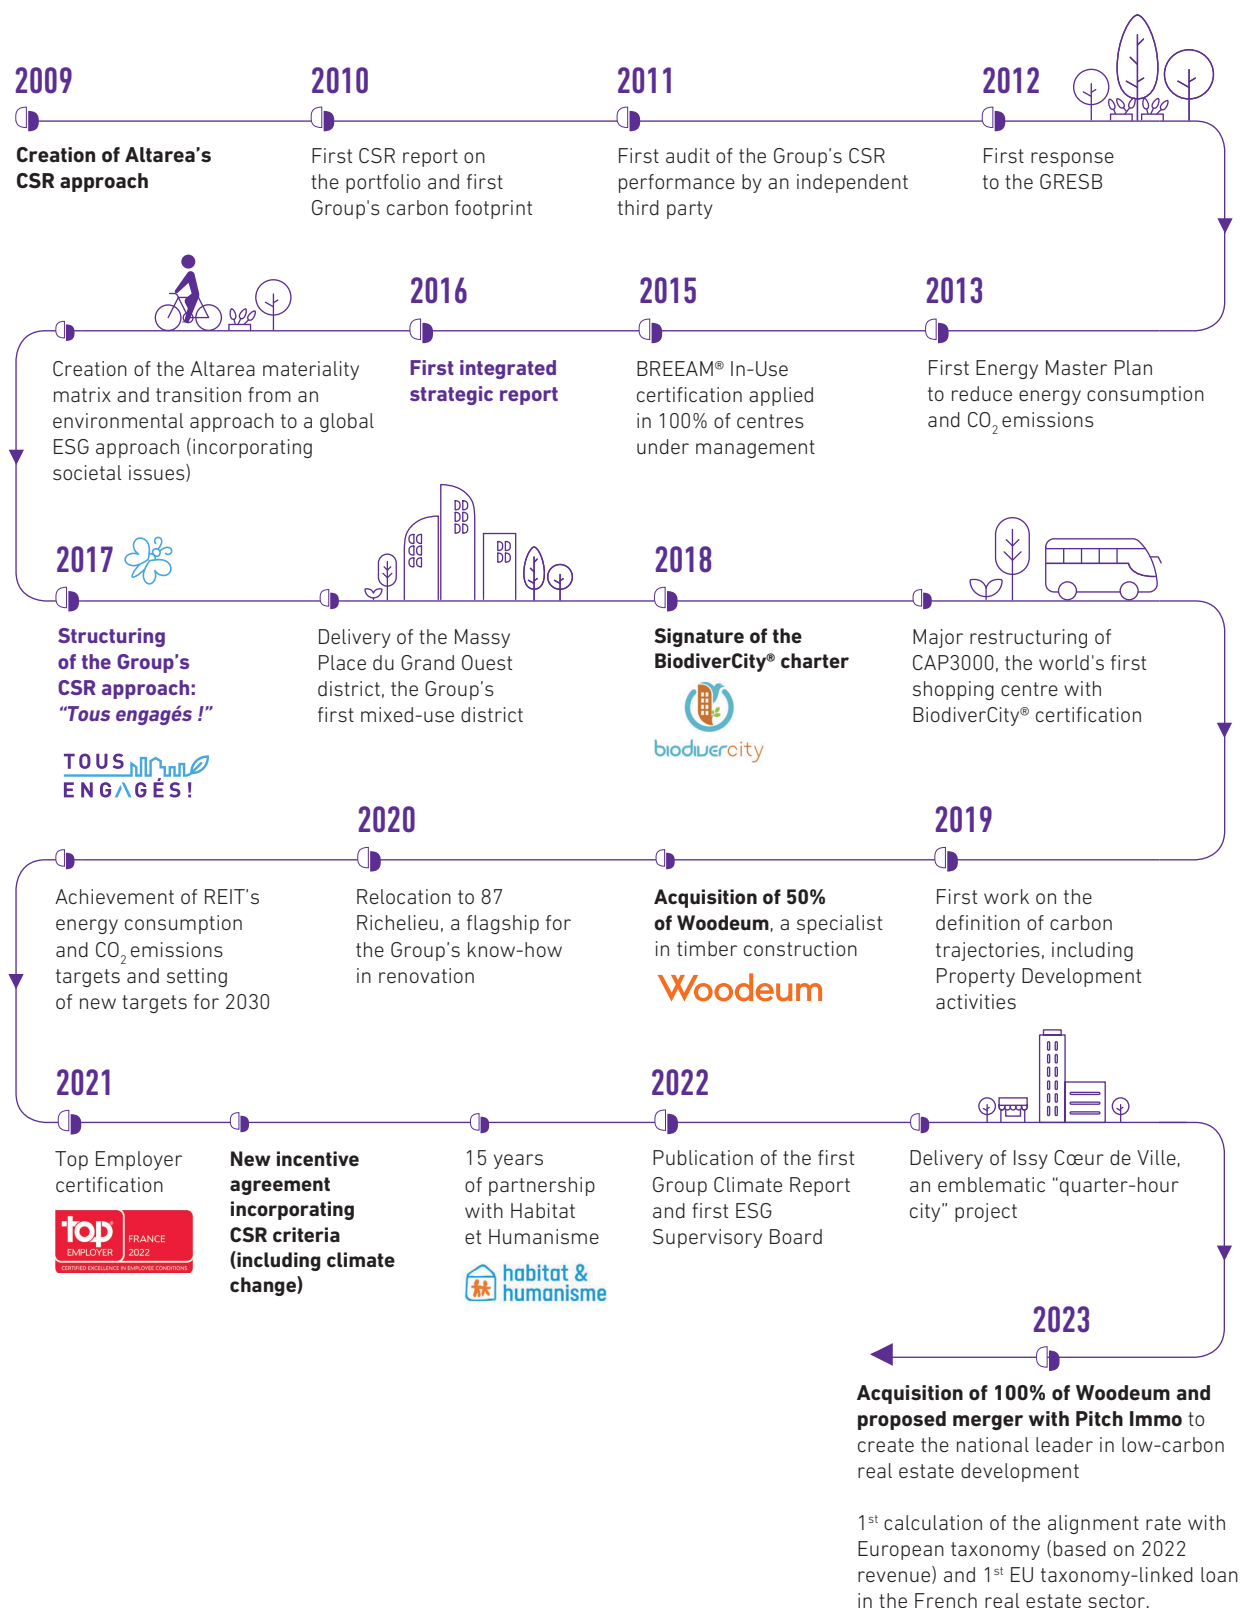 2009
Creation of Altarea’s
CSR approach
2010
First CSR report on
the portfolio and first
Group's carbon footprint
2011
First audit of the Group’s CSR
performance by an independent
third party
2012
First response
to the GRESB
2013
First Energy Master Plan
to reduce energy consumption
and CO2 emissions
2015
BREEAM® In-Use
certification applied
in 100% of centres
under management
2016
First integrated
strategic report
Creation of the Altarea materiality
matrix and transition from an
environmental approach to a global
ESG approach (incorporating
societal issues)
2017
Structuring
of the Group’s
CSR approach:
“Tous engagés !”
TOUS
ENGAGÉS!
Delivery of the Massy
Place du Grand Ouest
district, the Group’s
first mixed-use district
2018
Signature of the
BiodiverCity® charter
biodivercity
Major restructuring of
CAP3000, the world's first
shopping centre with
BiodiverCity® certification
2019
First work on the
definition of carbon
trajectories, including
Property Development
activities
Acquisition of 50%
of Woodeum, a specialist
in timber construction
Woodeum
2020
Relocation to 87
Richelieu, a flagship for
the Group’s know-how
in renovation
Achievement of REIT’s
energy consumption
and CO2 emissions
targets and setting
of new targets for 2030
2021
Top Employer
certification
top
EMPLOYER
FRANCE
2022
CERTIFIED EXCELLENCE IN EMPLOYEE CONDITIONS
New incentive
agreement
incorporating
CSR criteria
(including climate
change)
15 years
of partnership
with Habitat
et Humanisme
habitat &
humanisme
2022
Publication of the first
Group Climate Report
and first ESG
Supervisory Board
Delivery of Issy Cœur de Ville,
an emblematic “quarter-hour
city” project
2023
Acquisition of 100% of Woodeum and
proposed merger with Pitch Immo to
create the national leader in low-carbon
real estate development
1st calculation of the alignment rate with
European taxonomy (based on 2022
revenue) and 1st EU taxonomy-linked loan
in the French real estate sector.